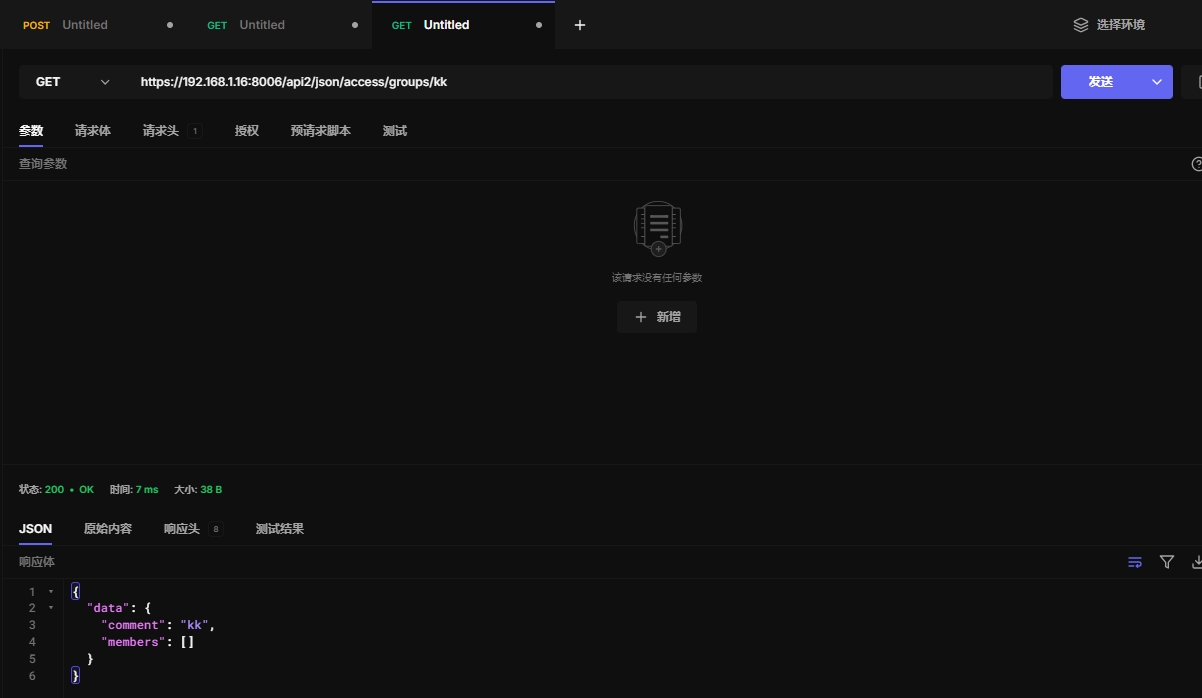 POST Untitled GET Untitled GET Untitled 选择环境
GET https://192.168.1.16:8006/api2/json/access/groups/kk 发送
参数 请求体 请求头 1 授权 预请求脚本 测试
查询参数
该请求没有任何参数
新增
状态: 200 • OK 时间: 7 ms 大小: 38 B
JSON 原始内容 响应头 8 测试结果
响应体
1 {
2 "data": {
3 "comment": "kk",
4 "members": []
5 }
6 }